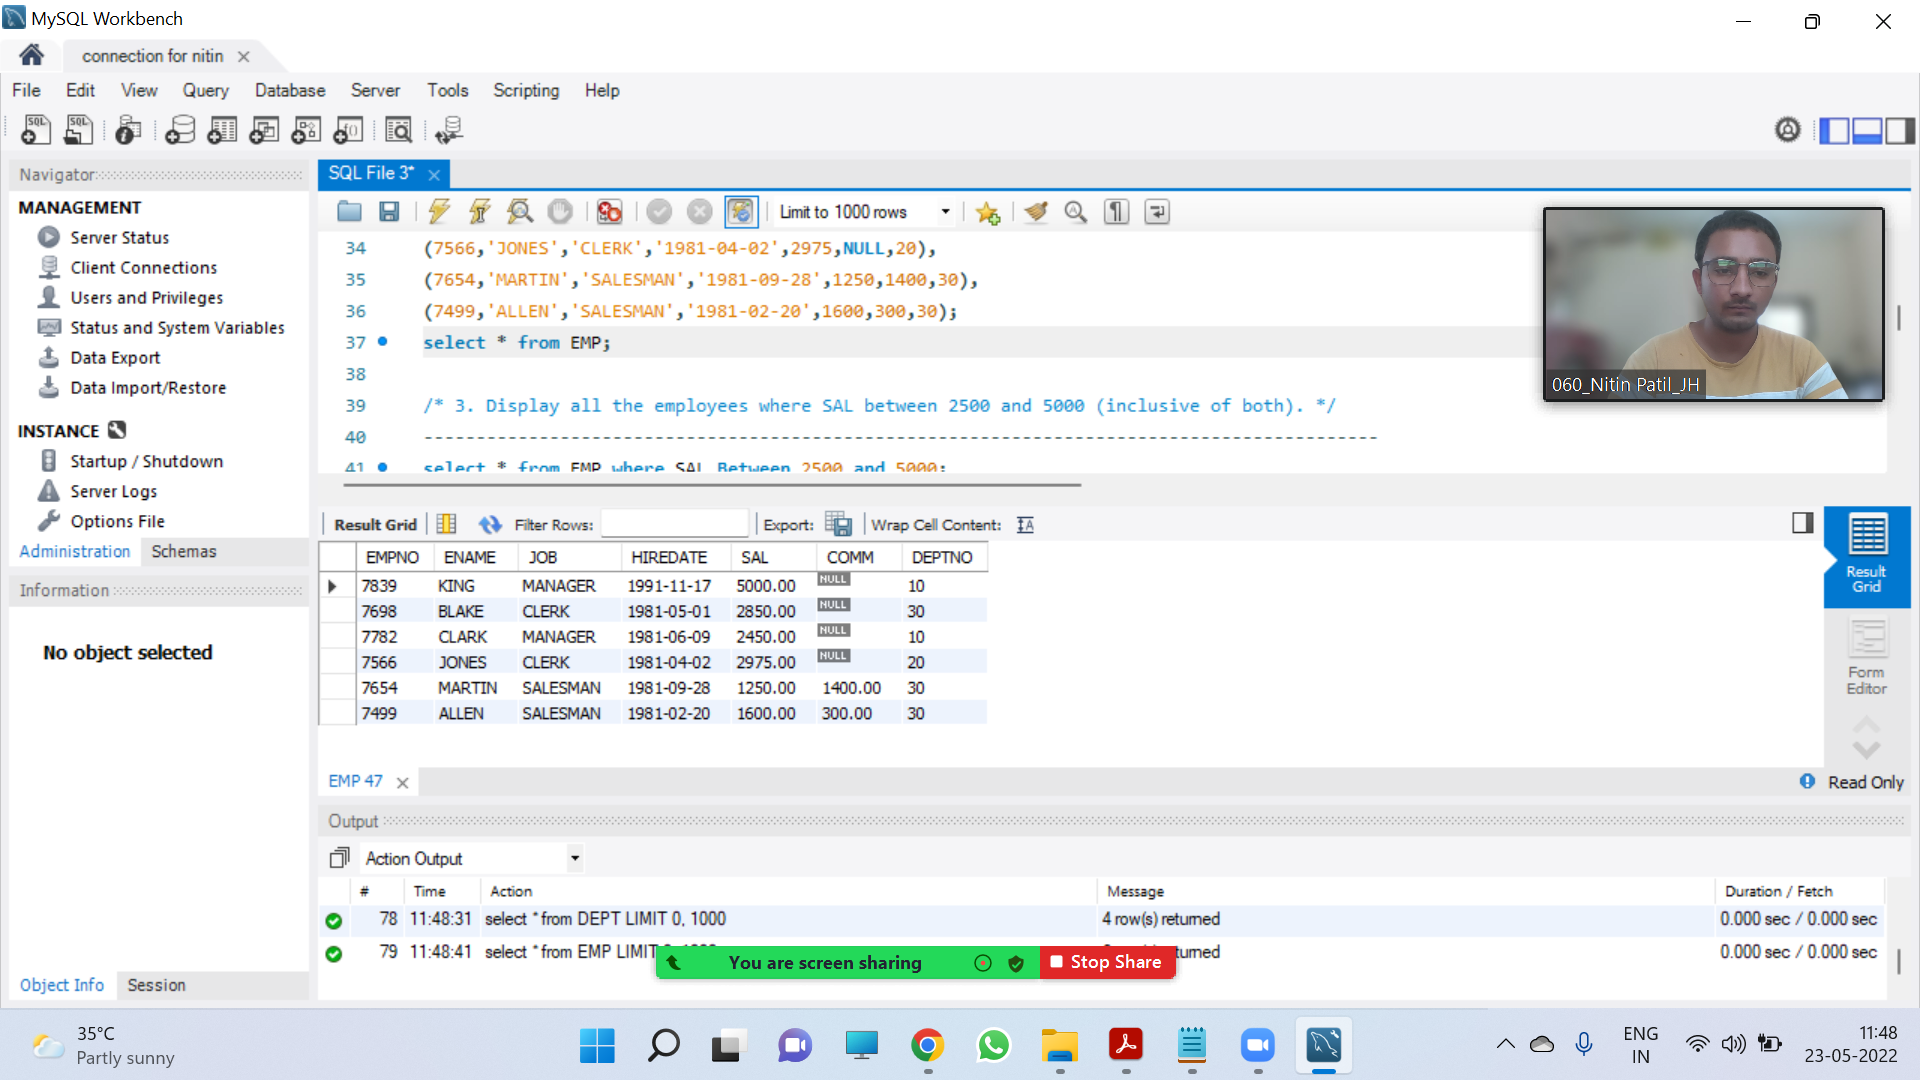 MySQL Workbench
connection for nitin
File Edit View Query Database Server Tools Scripting Help
Navigator
MANAGEMENT
Server Status
Client Connections
Users and Privileges
Status and System Variables
Data Export
Data Import/Restore
INSTANCE
Startup / Shutdown
Server Logs
Options File
Administration Schemas
Information
No object selected
Object Info Session
SQL File 3*
Limit to 1000 rows
34 (7566,'JONES','CLERK','1981-04-02',2975,NULL,20),
35 (7654,'MARTIN','SALESMAN','1981-09-28',1250,1400,30),
36 (7499,'ALLEN','SALESMAN','1981-02-20',1600,300,30);
37 select * from EMP;
38
39 /* 3. Display all the employees where SAL between 2500 and 5000 (inclusive of both). */
40 --------------------------------------------------------------------------------------------
41 select * from EMP where SAL Between 2500 and 5000;
060_Nitin Patil_JH
Result Grid Filter Rows: Export: Wrap Cell Content:
EMPNO ENAME JOB HIREDATE SAL COMM DEPTNO
7839 KING MANAGER 1991-11-17 5000.00 NULL 10
7698 BLAKE CLERK 1981-05-01 2850.00 NULL 30
7782 CLARK MANAGER 1981-06-09 2450.00 NULL 10
7566 JONES CLERK 1981-04-02 2975.00 NULL 20
7654 MARTIN SALESMAN 1981-09-28 1250.00 1400.00 30
7499 ALLEN SALESMAN 1981-02-20 1600.00 300.00 30
Result
Grid
Form
Editor
EMP 47
Read Only
Output
Action Output
# Time Action Message Duration / Fetch
78 11:48:31 select * from DEPT LIMIT 0, 1000 4 row(s) returned 0.000 sec / 0.000 sec
79 11:48:41 select * from EMP LIMIT 0.000 sec / 0.000 sec
You are screen sharing Stop Share
35°C
Partly sunny
ENG
IN
11:48
23-05-2022